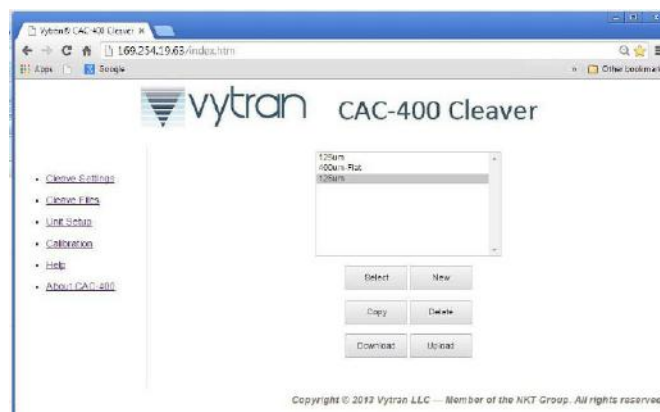 Vytran® CAC-400 Cleaver
169.254.19.63/index.htm
Apps Google Other bookmar
vytran CAC-400 Cleaver
125um
400um-Flat
125um
Cleave Settings
Cleave Files
Unit Setup
Calibration
Help
About CAC-400
Select New
Copy Delete
Download Upload
Copyright © 2013 Vytran LLC — Member of the NKT Group. All rights reserved